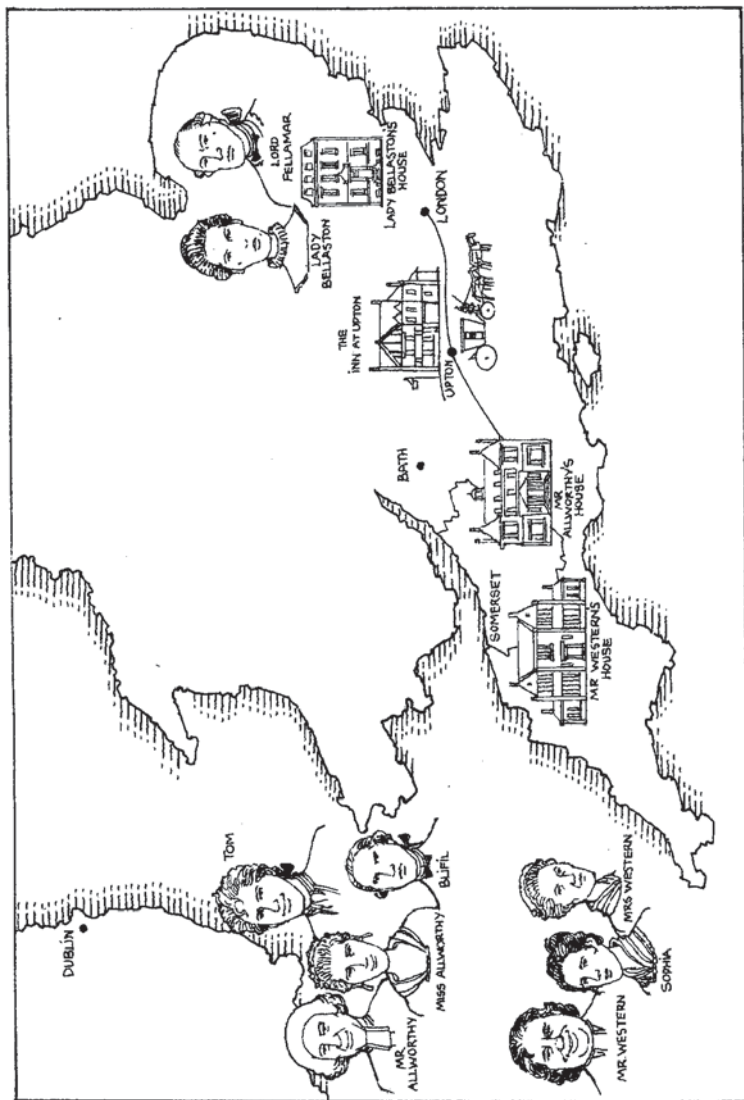 DUBLIN
MR
ALLWORTHY
MISS ALLWORTHY
TOM
BLIFIL
MR. WESTERN
SOPHIA
MRS WESTERN
SOMERSET
MR WESTERN'S
HOUSE
BATH
MR
ALLWORTHY'S
HOUSE
THE
INN AT UPTON
UPTON
LADY
BELLASTON
LORD
FELLAMAR
LADY BELLASTONS
HOUSE
LONDON